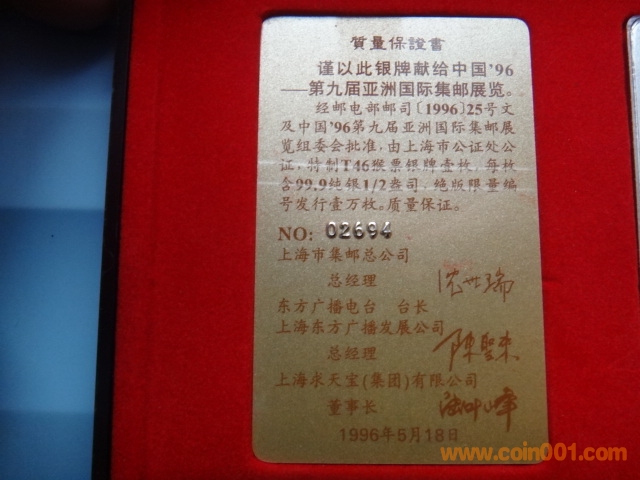 质量保證書
谨以此银牌献给中国'96
——第九届亚洲国际集邮展览。
经邮电部邮司〔1996〕25号文
及中国'96第九届亚洲国际集邮展
览组委会批准,由上海市公证处公
证,特制T46猴票银牌壹枚,每枚
含99.9纯银1/2盎司,绝版限量编
号发行壹万枚。质量保证。
NO: 02694
上海市集邮总公司
总经理
东方广播电台 台长
上海东方广播发展公司
总经理 陈圣来
上海求天宝(集团)有限公司
董事长
1996年5月18日
www.coin001.com